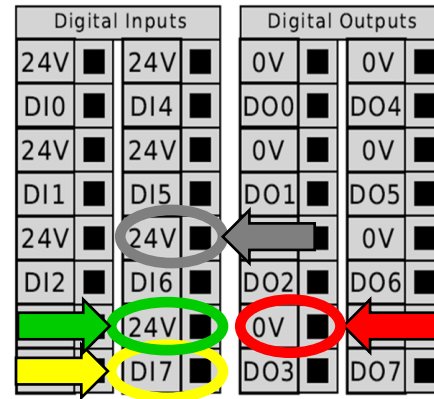 Digital Inputs Digital Outputs
24V 24V 0V 0V
DI0 DI4 DO0 DO4
24V 24V 0V 0V
DI1 DI5 DO1 DO5
24V 24V 0V
DI2 DI6 DO2 DO6
24V 0V
DI7 DO3 DO7